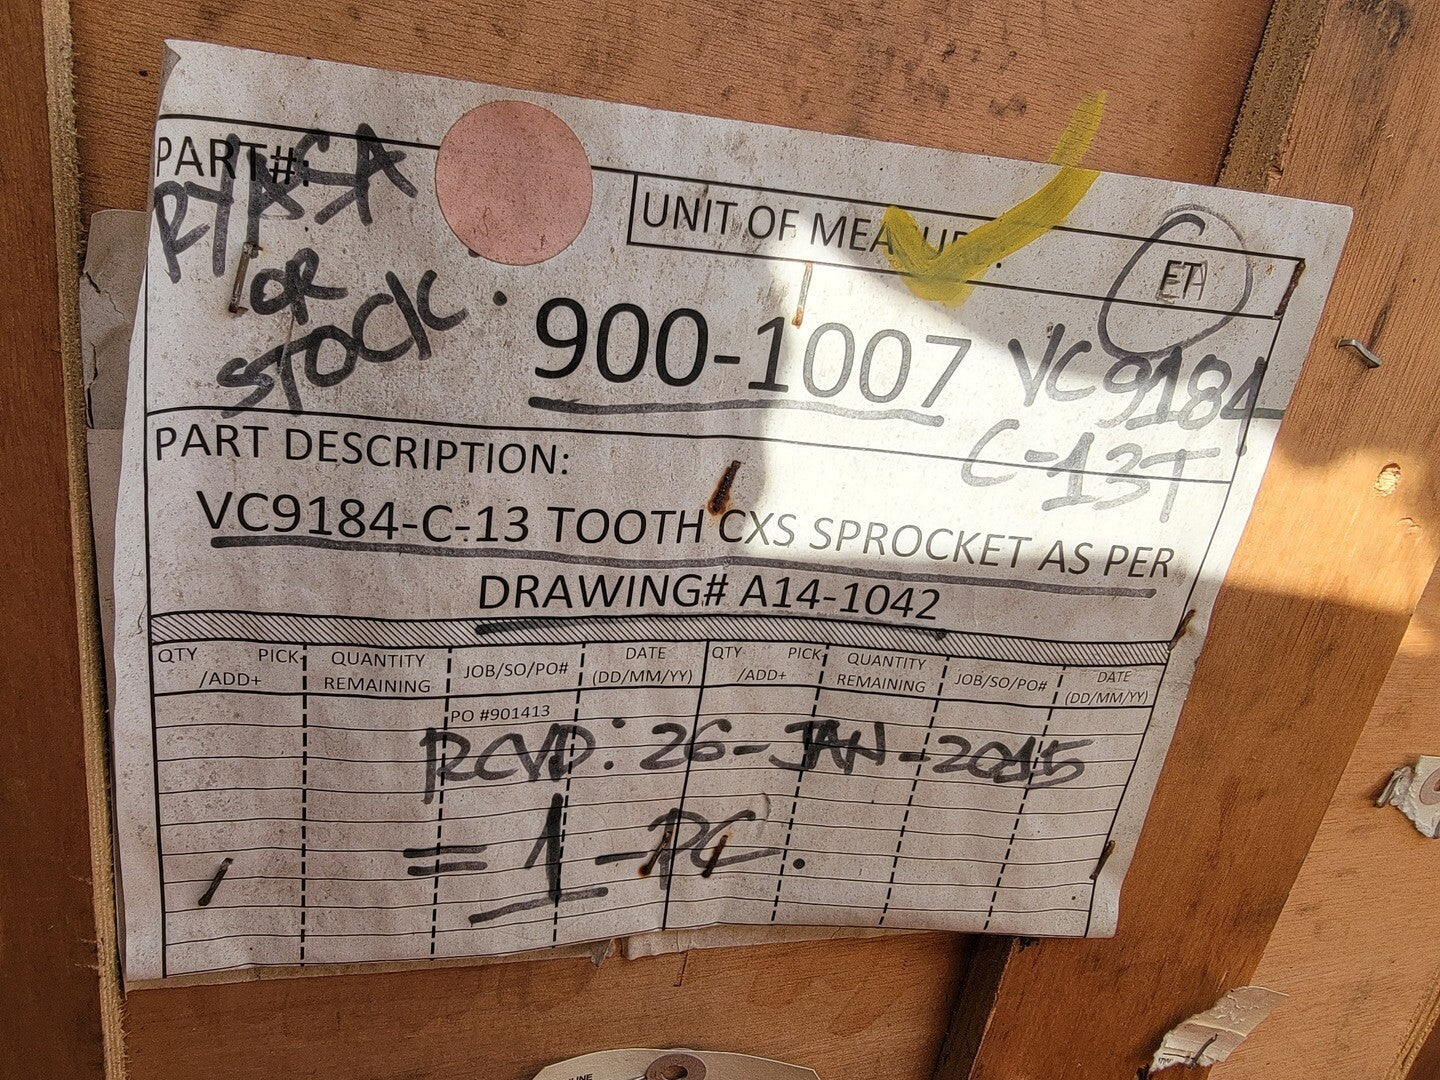 PART#:
UNIT OF MEASURE:
EA
RYASA
OR
STOCK.
900-1007
VC9184
C-13T
PART DESCRIPTION:
VC9184-C-13 TOOTH CXS SPROCKET AS PER
DRAWING# A14-1042
QTY PICK- /ADD+ QUANTITY REMAINING JOB/SO/PO# DATE (DD/MM/YY) QTY PICK- /ADD+ QUANTITY REMAINING JOB/SO/PO# DATE (DD/MM/YY)
PO #901413
RCVD: 26-JAN-2015
= 1-PC.